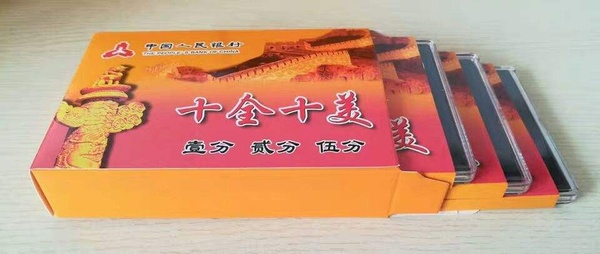 中国人民银行
THE PEOPLE'S BANK OF CHINA
十全十美
壹分 贰分 伍分
美